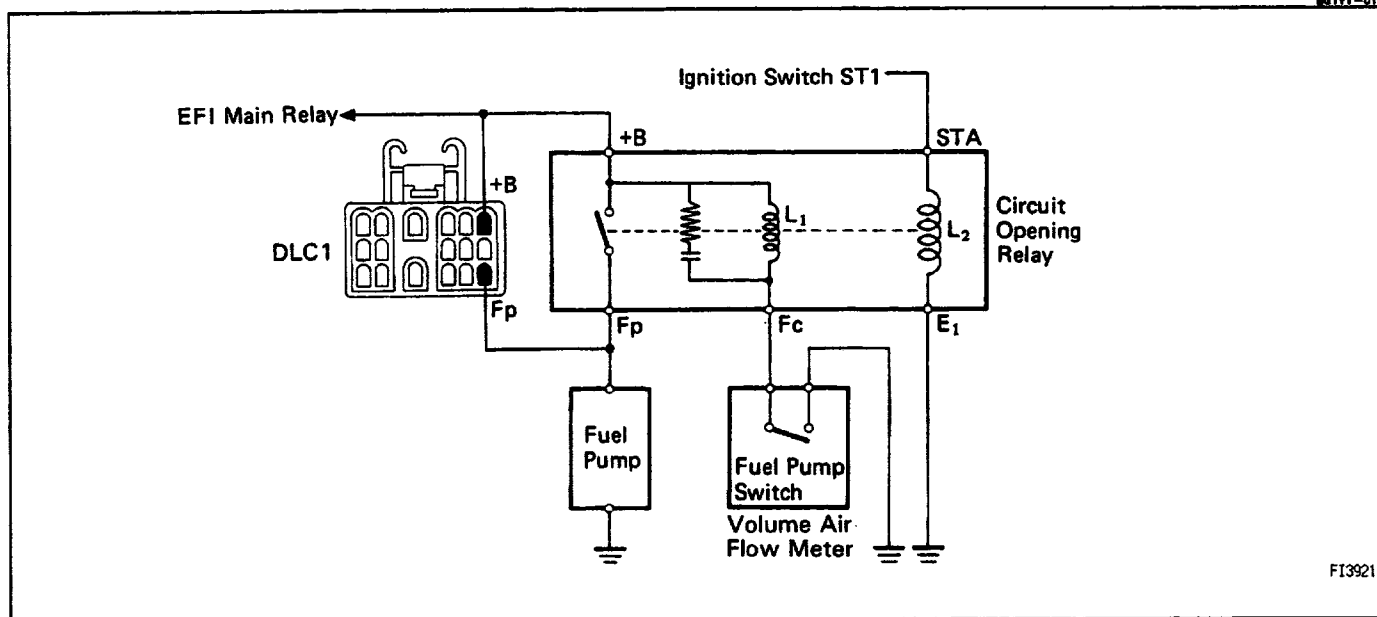 Ignition Switch ST1
EFI Main Relay
+B
STA
+B
L1
L2
Circuit
Opening
Relay
DLC1
Fp
Fp
Fc
E1
Fuel
Pump
Fuel Pump
Switch
Volume Air
Flow Meter
FI3921